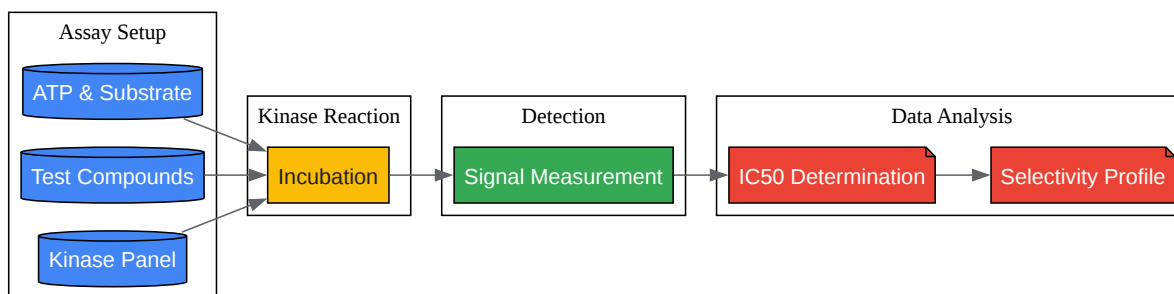 Assay Setup
ATP & Substrate
Test Compounds
Kinase Panel
Kinase Reaction
Incubation
Detection
Signal Measurement
Data Analysis
IC50 Determination
Selectivity Profile